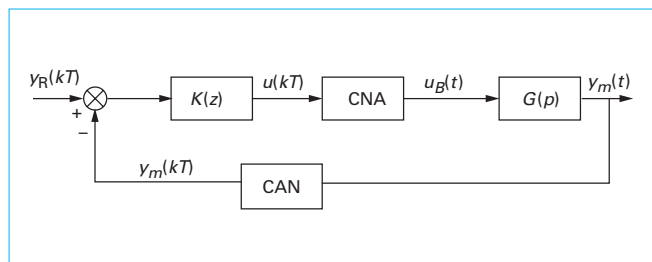 y_R(kT)
+
−
K(z)
u(kT)
CNA
u_B(t)
G(p)
y_m(t)
y_m(kT)
CAN